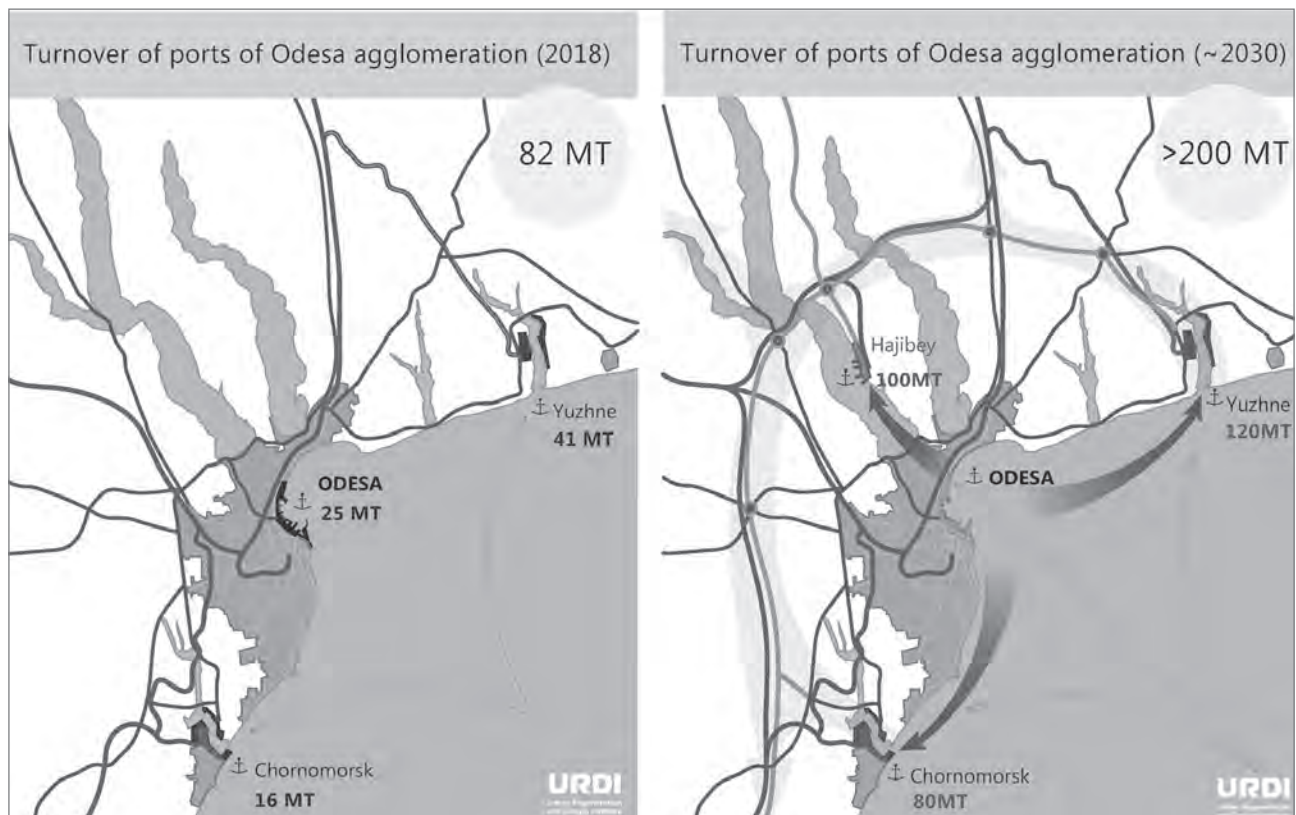 Turnover of ports of Odesa agglomeration (2018)
82 MT
Yuzhne
41 MT
ODESA
25 MT
Chornomorsk
16 MT
URDI
Turnover of ports of Odesa agglomeration (~2030)
>200 MT
Hajibey
100MT
Yuzhne
120MT
ODESA
Chornomorsk
80MT
URDI